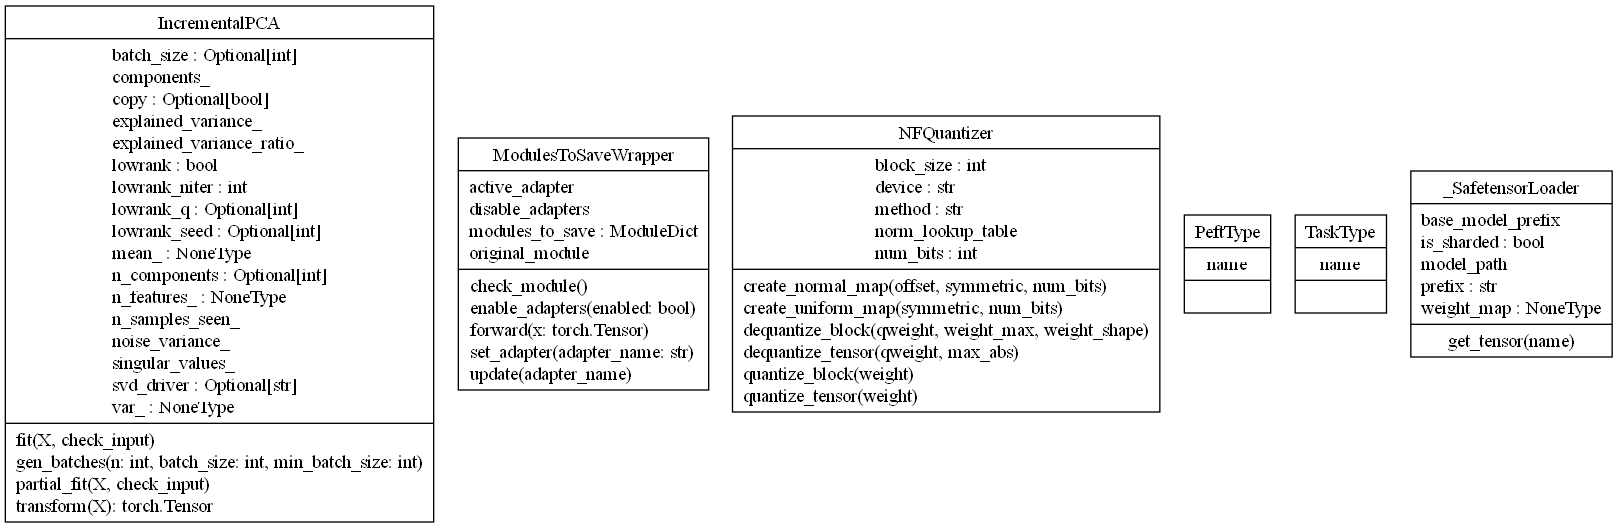 IncrementalPCA
batch_size : Optional[int]
components_
copy : Optional[bool]
explained_variance_
explained_variance_ratio_
lowrank : bool
lowrank_niter : int
lowrank_q : Optional[int]
lowrank_seed : Optional[int]
mean_ : NoneType
n_components : Optional[int]
n_features_ : NoneType
n_samples_seen_
noise_variance_
singular_values_
svd_driver : Optional[str]
var_ : NoneType
fit(X, check_input)
gen_batches(n: int, batch_size: int, min_batch_size: int)
partial_fit(X, check_input)
transform(X): torch.Tensor
ModulesToSaveWrapper
active_adapter
disable_adapters
modules_to_save : ModuleDict
original_module
check_module()
enable_adapters(enabled: bool)
forward(x: torch.Tensor)
set_adapter(adapter_name: str)
update(adapter_name)
NFQuantizer
block_size : int
device : str
method : str
norm_lookup_table
num_bits : int
create_normal_map(offset, symmetric, num_bits)
create_uniform_map(symmetric, num_bits)
dequantize_block(qweight, weight_max, weight_shape)
dequantize_tensor(qweight, max_abs)
quantize_block(weight)
quantize_tensor(weight)
PeftType
name
TaskType
name
_SafetensorLoader
base_model_prefix
is_sharded : bool
model_path
prefix : str
weight_map : NoneType
get_tensor(name)